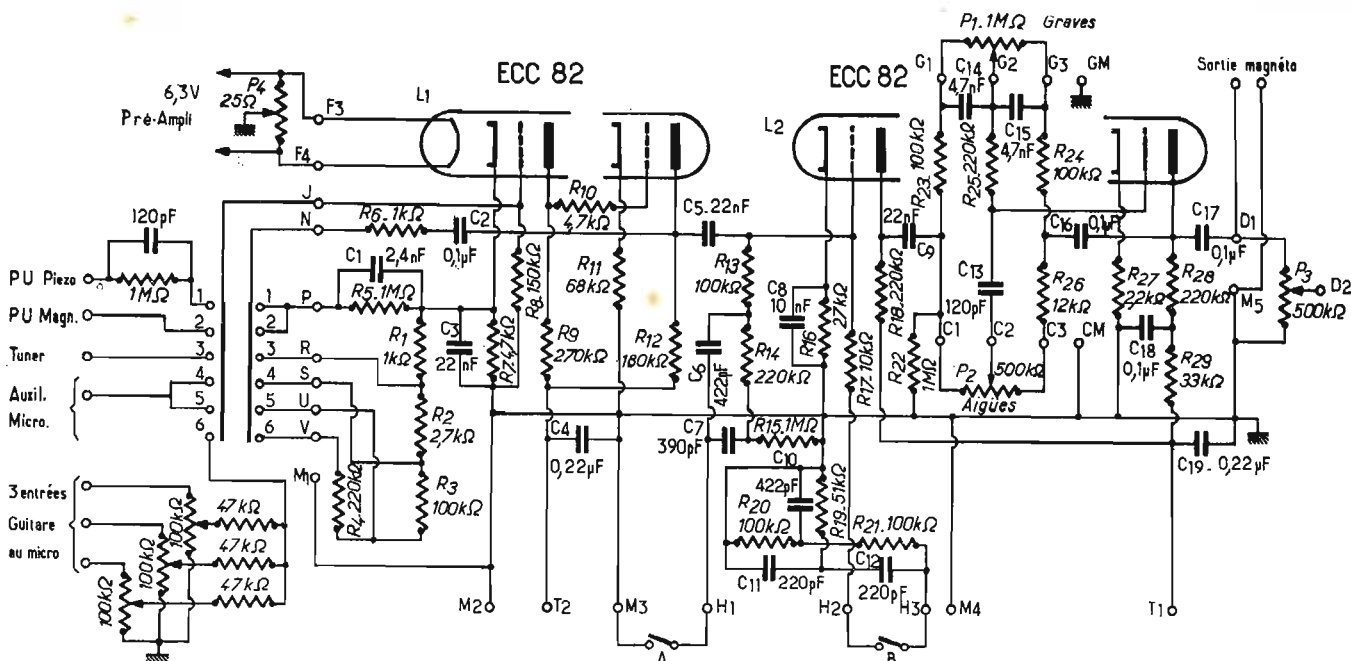 P1.1MΩ Graves
ECC 82
ECC 82
G1
C14
4,7nF
G2
G3
GM
Sortie magnéto
6,3V
Pré-Ampli
P4
25Ω
F3
F4
L1
L2
C15
4,7nF
R23.100kΩ
R25.220kΩ
R24
100kΩ
J
N
R10
4,7kΩ
R6.1kΩ
C2
0,1µF
C5.22nF
22nF
C9
C16
0,1µF
C17
0,1µF
D1
120pF
1MΩ
PU Piezo
PU Magn.
Tuner
Auxil.
Micro.
1
2
3
4
5
6
1
2
3
4
5
6
P
R
S
U
V
M1
C1
2,4nF
R5.1MΩ
R1
1kΩ
R2
2,7kΩ
R3
100kΩ
R4.220kΩ
C3
22nF
R7.47kΩ
R8.150kΩ
R9
270kΩ
R11
68kΩ
R12
180kΩ
C4
0,22µF
R13
100kΩ
R14
220kΩ
C6
422pF
C7
390pF
R15.1MΩ
C8
10 nF
R16
27kΩ
R17.10kΩ
R18.220kΩ
R22
1MΩ
C13
120pF
C1
C2
C3
CM
P2
500kΩ
Aigües
R26
12kΩ
R27
22kΩ
R28
220kΩ
C18
0,1µF
R29
33kΩ
M5
P3
500kΩ
D2
C19-0,22µF
C10
422pF
R19.51kΩ
R20
100kΩ
R21.100kΩ
C11
220pF
C12
220pF
3 entrées
Guitare
au micro
100kΩ
100kΩ
100kΩ
47kΩ
47kΩ
47kΩ
M2
T2
M3
H1
H2
H3
M4
T1
A
B